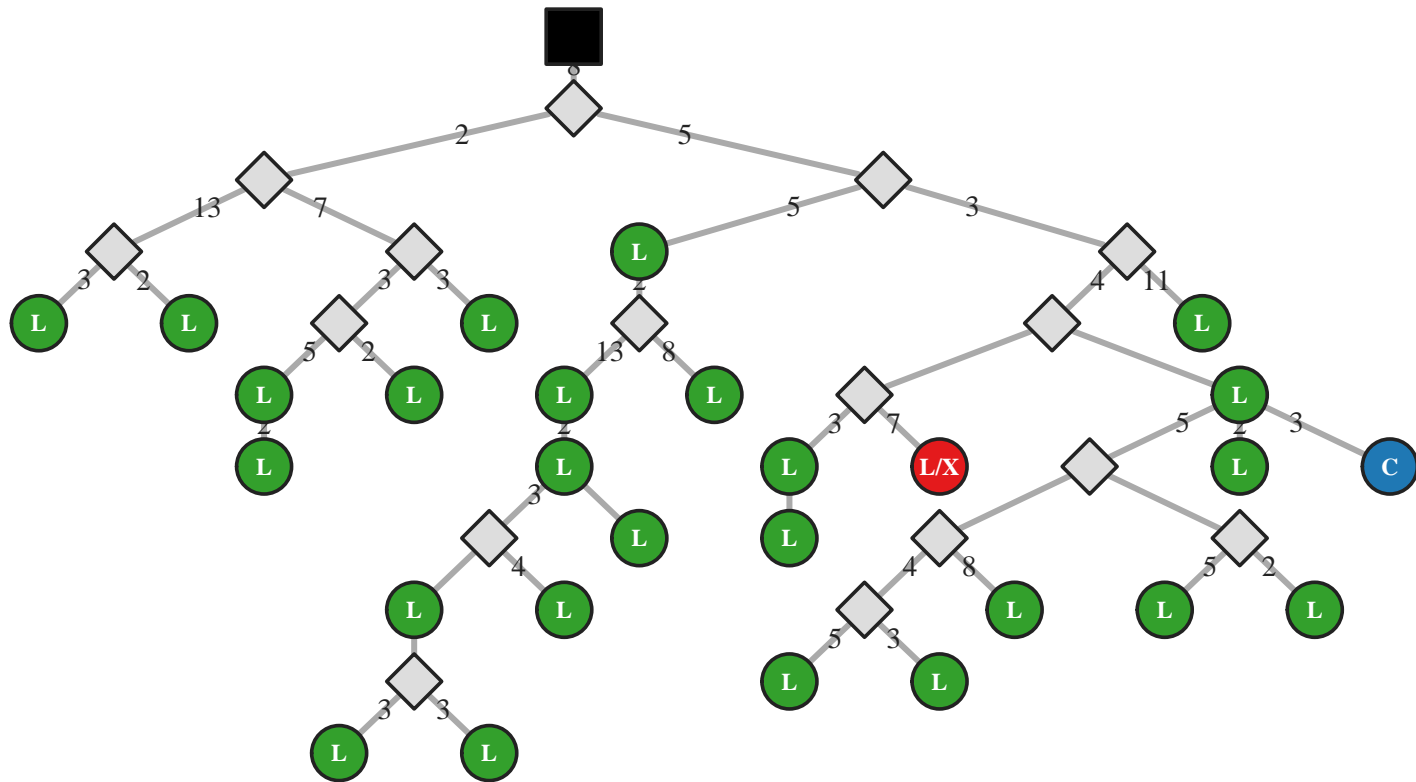 8
2 5
13 7 5 3
L
3 2 3 3 2 4 11
L L L L
5 2 13 8
L L L L L
2 2 3 7 5 2 3
L L L L/X L C
3
L L
4 4 8 5 2
L L L L L
5 3
L L
3 3
L L